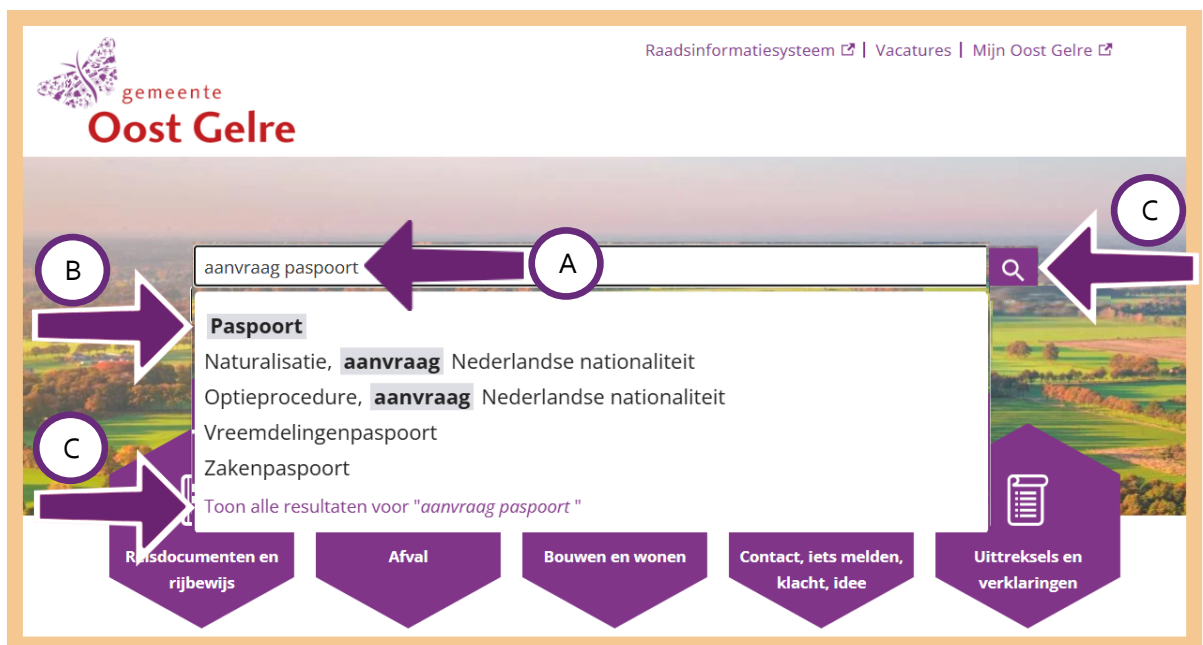 gemeente
Oost Gelre
Raadsinformatiesysteem | Vacatures | Mijn Oost Gelre
C
B
aanvraag paspoort
A
Paspoort
Naturalisatie, aanvraag Nederlandse nationaliteit
Optieprocedure, aanvraag Nederlandse nationaliteit
C
Vreemdelingenpaspoort
Zakenpaspoort
Toon alle resultaten voor "aanvraag paspoort "
Reisdocumenten en
rijbewijs
Afval
Bouwen en wonen
Contact, iets melden,
klacht, idee
Uittreksels en
verklaringen